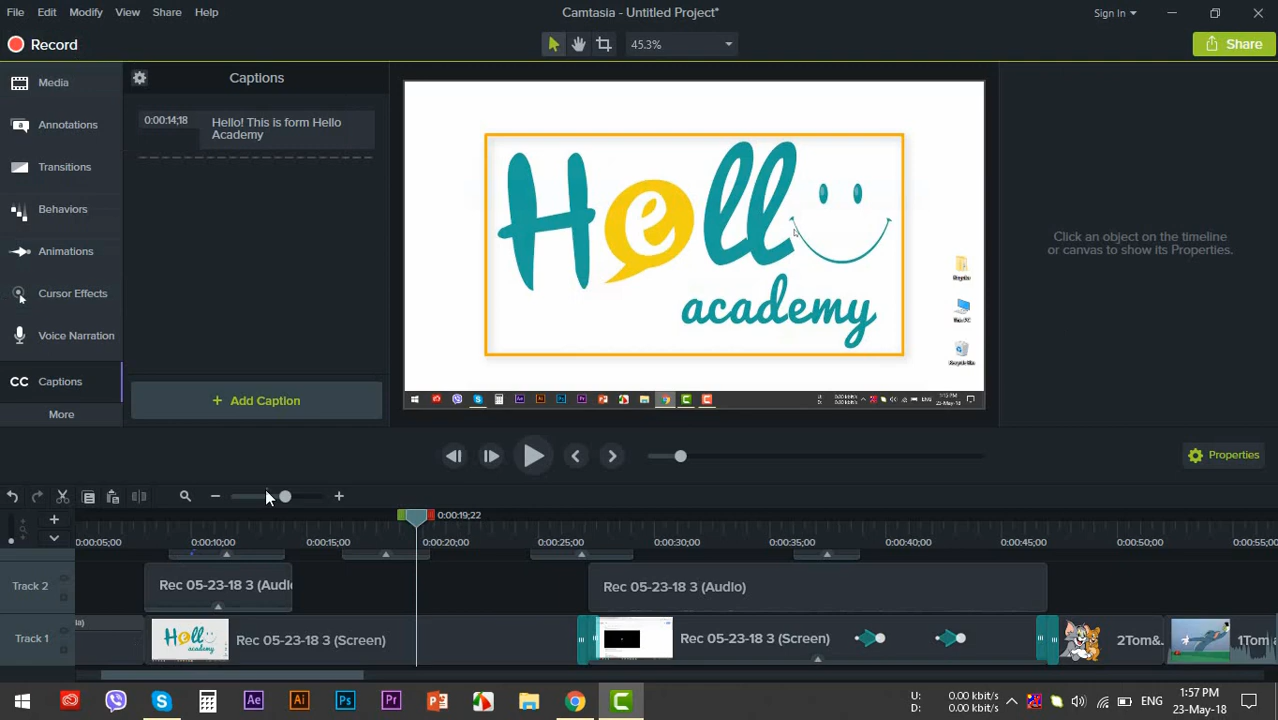 File Edit Modify View Share Help
Camtasia - Untitled Project*
Sign In
Record
45.3%
Share
Media
Annotations
Transitions
Behaviors
Animations
Cursor Effects
Voice Narration
CC Captions
More
Captions
0:00:14;18
Hello! This is form Hello
Academy
+ Add Caption
Hello
academy
1:57 PM
Click an object on the timeline
or canvas to show its Properties.
Properties
0:00:19;22
0:00:05;00 0:00:10;00 0:00:15;00 0:00:20;00 0:00:25;00 0:00:30;00 0:00:35;00 0:00:40;00 0:00:45;00 0:00:50;00 0:00:55;00
Track 2
Rec 05-23-18 3 (Audi
Rec 05-23-18 3 (Audio)
Track 1
Rec 05-23-18 3 (Screen)
Rec 05-23-18 3 (Screen)
2Tom&.
1Tom
U: 0.00 kbit/s
D: 0.00 kbit/s
ENG
23-May-18